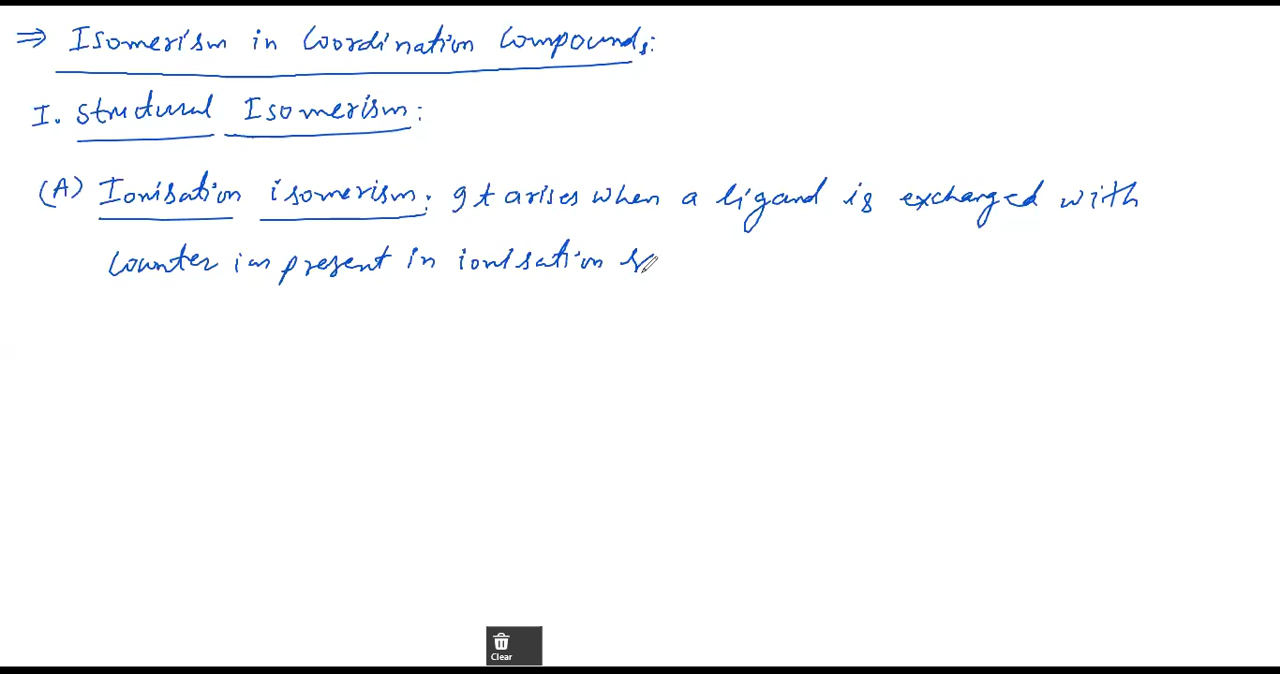 ⇒ Isomerism in Coordination Compounds:
I. Structural Isomerism:
(A) Ionisation isomerism: It arises when a ligand is exchanged with
counter ion present in ionisation
Clear